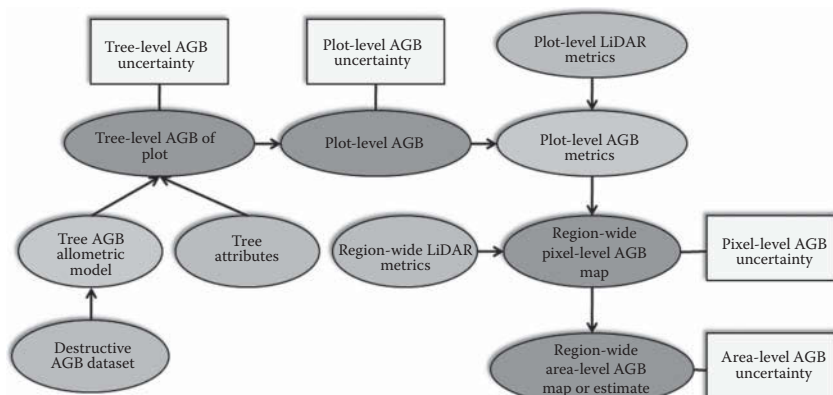 Tree-level AGB
uncertainty
Plot-level AGB
uncertainty
Plot-level LiDAR
metrics
Tree-level AGB of
plot
Plot-level AGB
Plot-level AGB
metrics
Tree AGB
allometric
model
Tree
attributes
Region-wide LiDAR
metrics
Region-wide
pixel-level AGB
map
Pixel-level AGB
uncertainty
Destructive
AGB dataset
Region-wide
area-level AGB
map or estimate
Area-level AGB
uncertainty